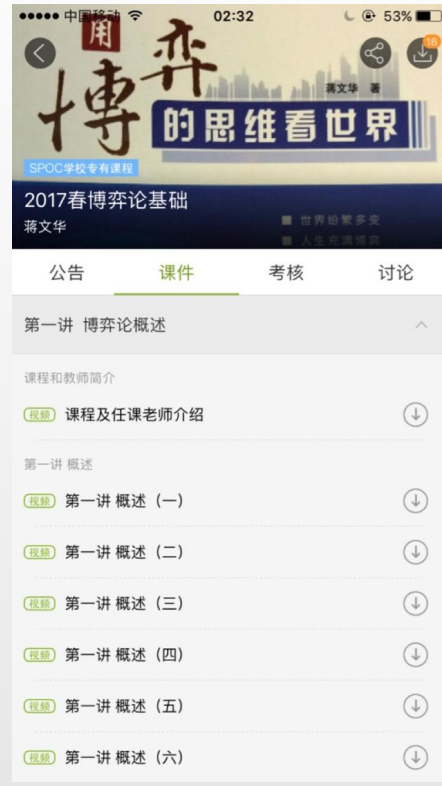 中国移动 02:32 53%
16
用
博弈
蒋文华 著
的思维看世界
SPOC学校专有课程
2017春博弈论基础
蒋文华
世界纷繁多变
人生充满博弈
公告 课件 考核 讨论
第一讲 博弈论概述
课程和教师简介
视频 课程及任课老师介绍
第一讲 概述
视频 第一讲 概述（一）
视频 第一讲 概述（二）
视频 第一讲 概述（三）
视频 第一讲 概述（四）
视频 第一讲 概述（五）
视频 第一讲 概述（六）